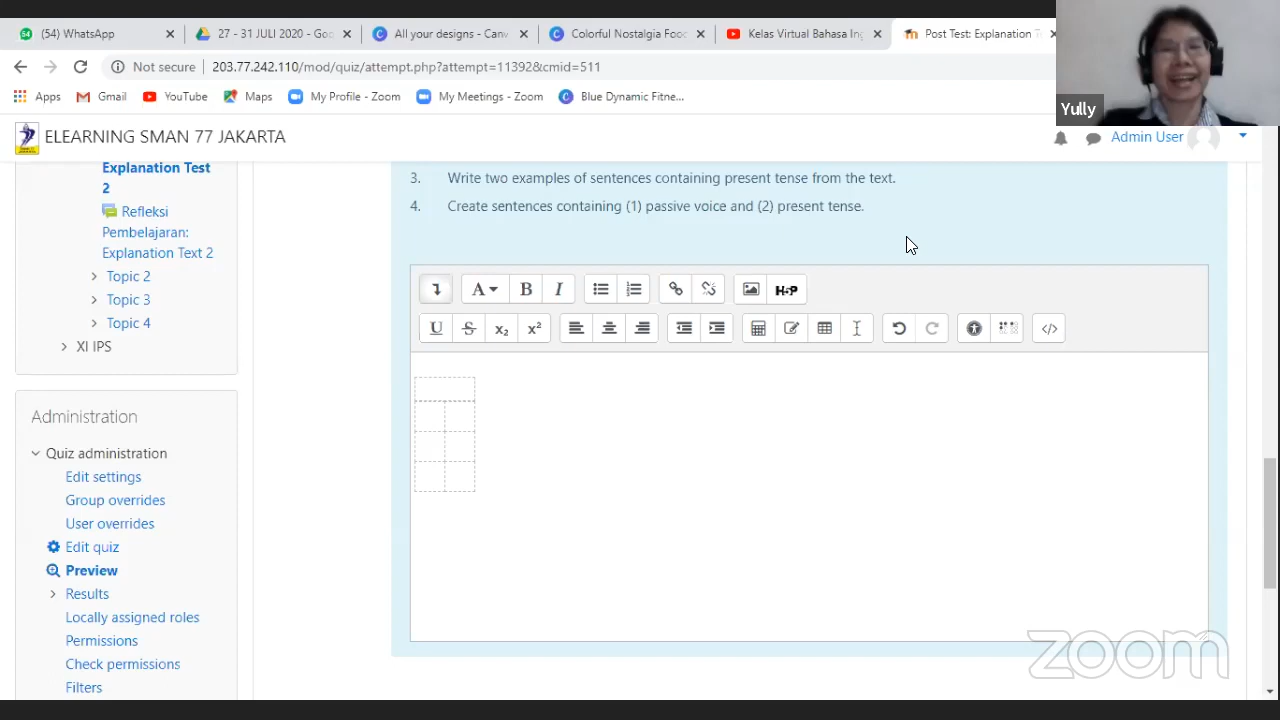 (54) WhatsApp
27 - 31 JULI 2020 - Goo
All your designs - Canv
Colorful Nostalgia Food
Kelas Virtual Bahasa Ing
Post Test: Explanation Te
Not secure
203.77.242.110/mod/quiz/attempt.php?attempt=11392&cmid=511
Apps
Gmail
YouTube
Maps
My Profile - Zoom
My Meetings - Zoom
Blue Dynamic Fitne...
Yully
ELEARNING SMAN 77 JAKARTA
Admin User
Explanation Test
2
Refleksi
Pembelajaran:
Explanation Text 2
Topic 2
Topic 3
Topic 4
XI IPS
Administration
Quiz administration
Edit settings
Group overrides
User overrides
Edit quiz
Preview
Results
Locally assigned roles
Permissions
Check permissions
Filters
3. Write two examples of sentences containing present tense from the text.
4. Create sentences containing (1) passive voice and (2) present tense.
A B I H-P
U S x₂ x²
</>
zoom